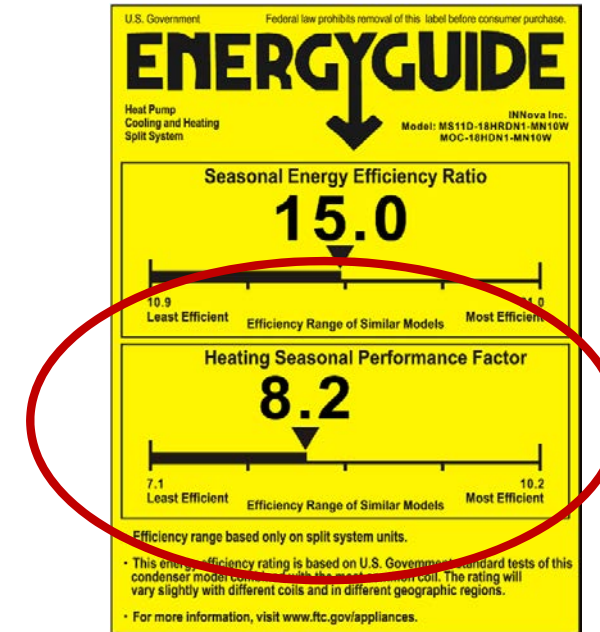 U.S. Government Federal law prohibits removal of this label before consumer purchase.
ENERGYGUIDE
Heat Pump
Cooling and Heating
Split System
INNova Inc.
Model: MS11D-18HRDN1-MN10W
MOC-18HDN1-MN10W
Seasonal Energy Efficiency Ratio
15.0
10.9
Least Efficient
Efficiency Range of Similar Models
Most Efficient
Heating Seasonal Performance Factor
8.2
7.1
Least Efficient
Efficiency Range of Similar Models
10.2
Most Efficient
Efficiency range based only on split system units.
· This energy efficiency rating is based on U.S. Government standard tests of this
condenser model combined with the most common coil. The rating will
vary slightly with different coils and in different geographic regions.
· For more information, visit www.ftc.gov/appliances.